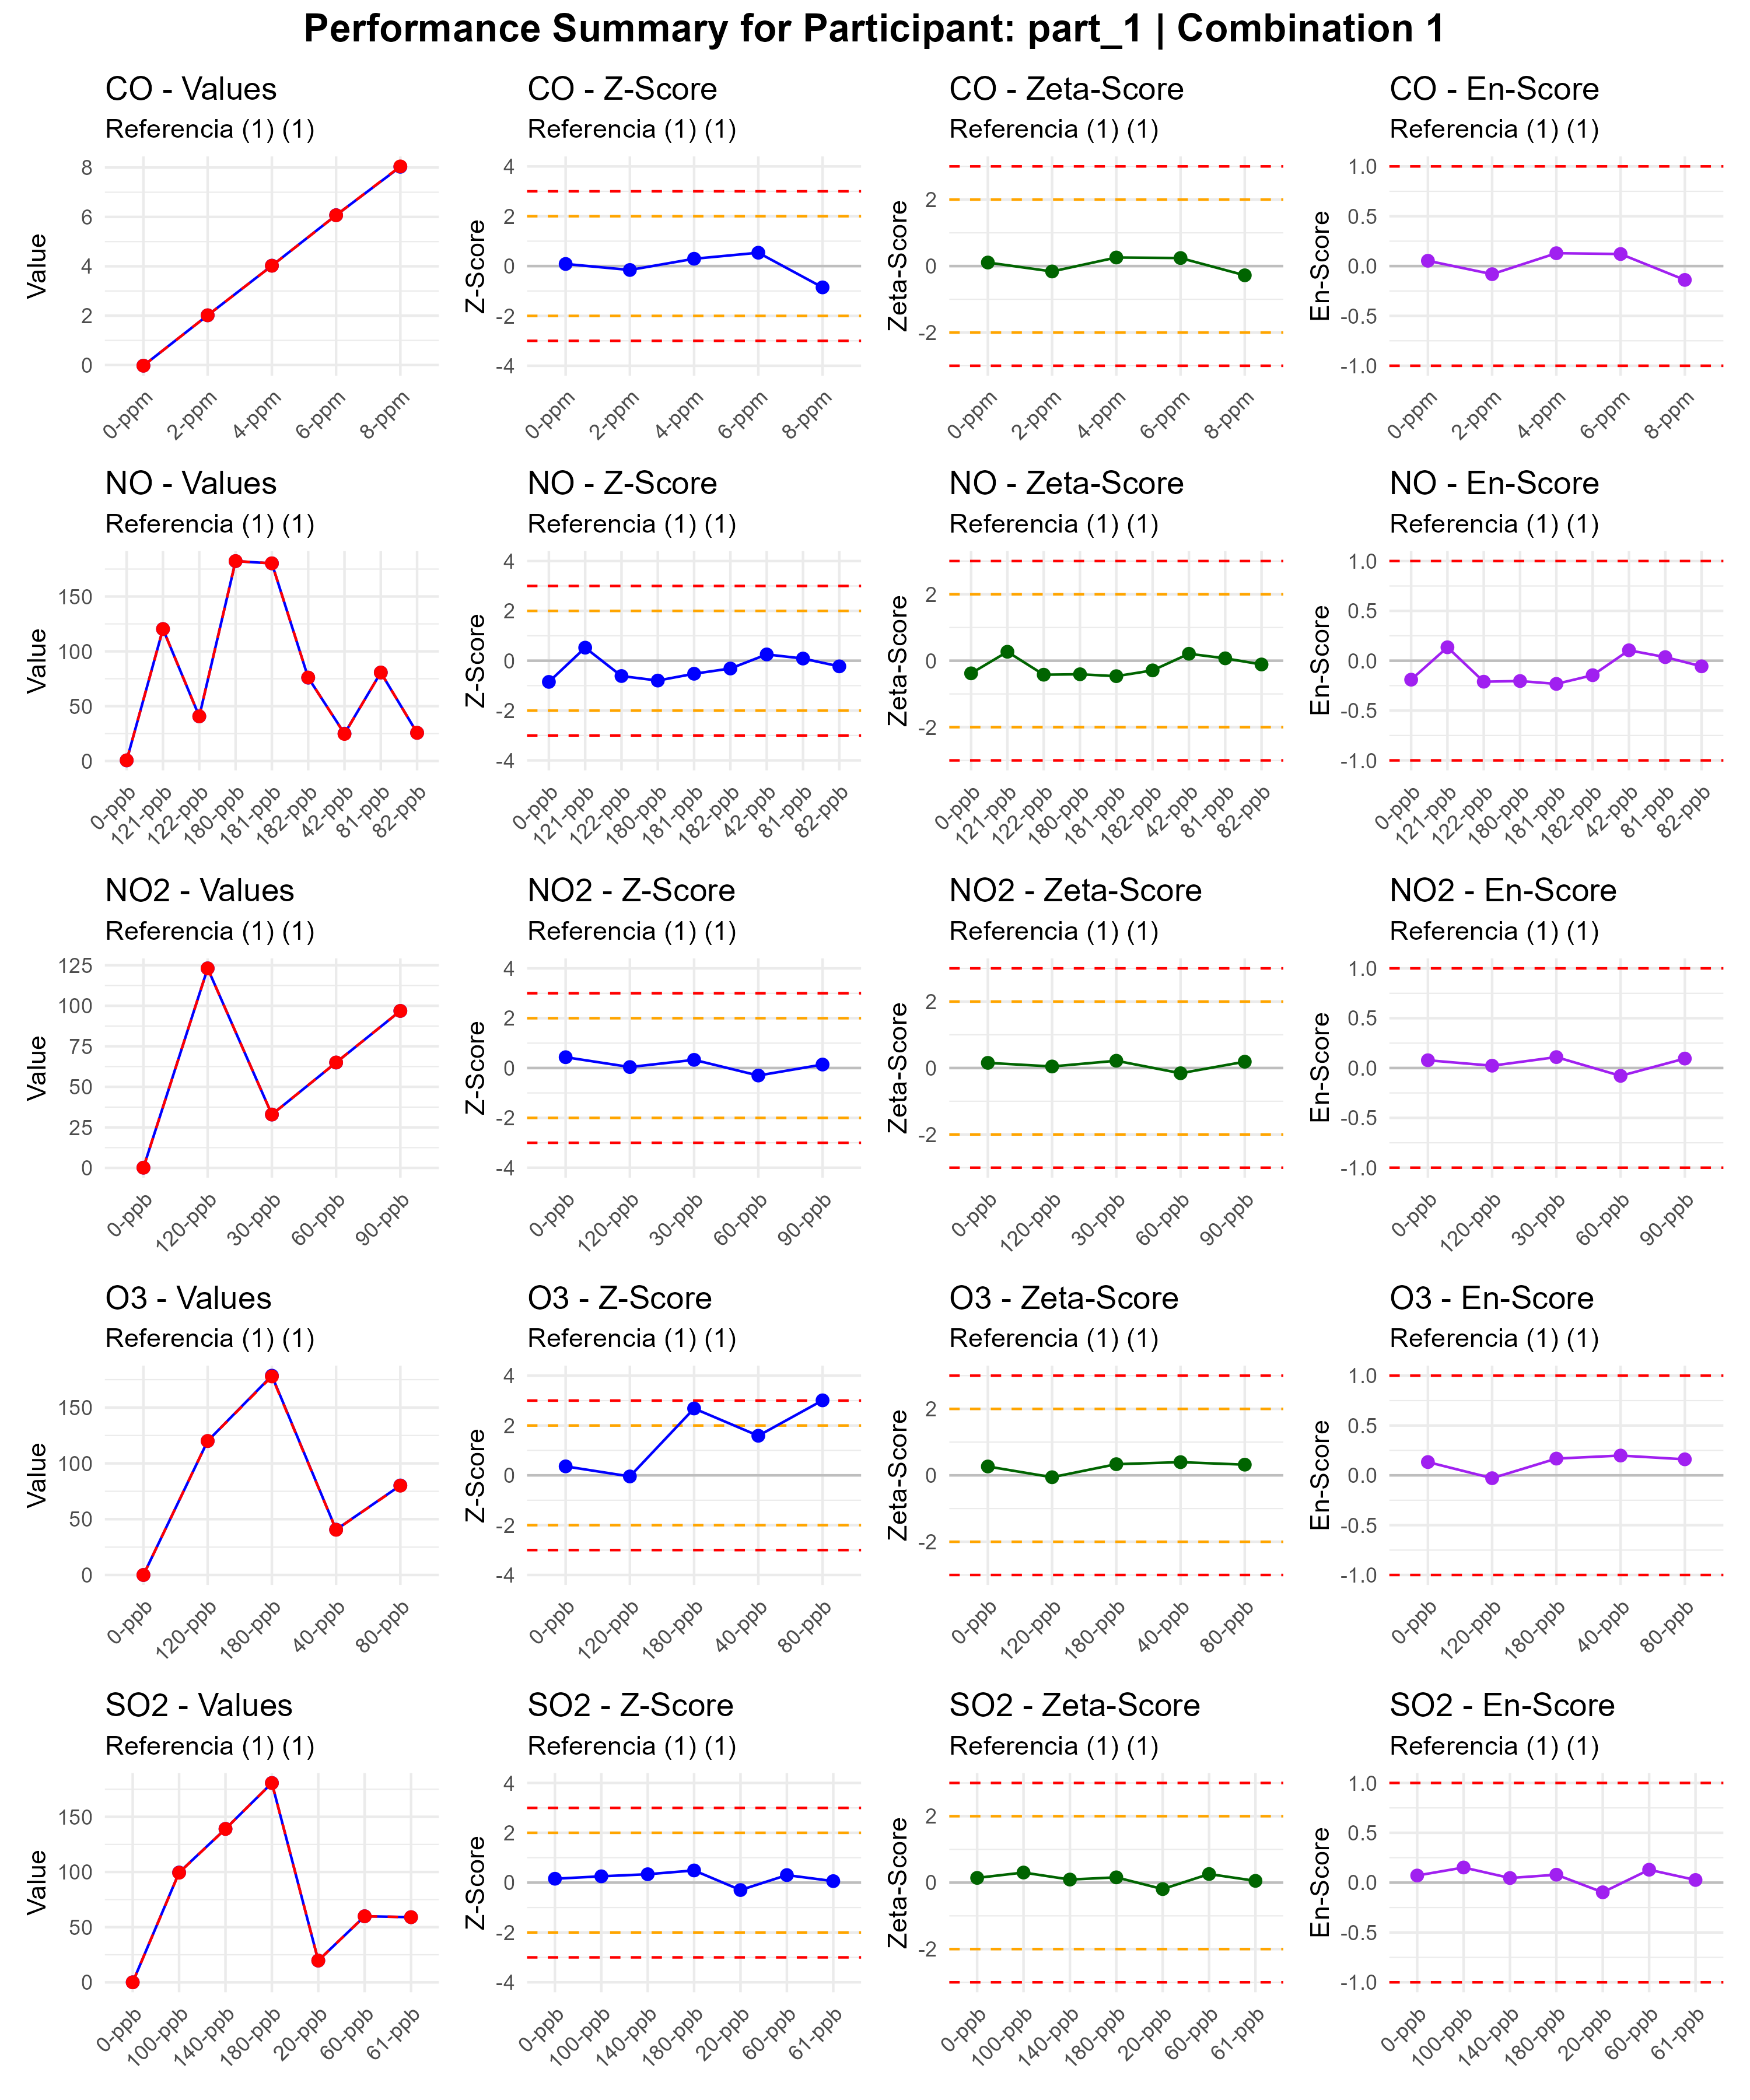 Performance Summary for Participant: part_1 | Combination 1
CO - Values
Referencia (1) (1)
Value
8
6
4
2
0
0-ppm
2-ppm
4-ppm
6-ppm
8-ppm
CO - Z-Score
Referencia (1) (1)
Z-Score
4
2
0
-2
-4
0-ppm
2-ppm
4-ppm
6-ppm
8-ppm
CO - Zeta-Score
Referencia (1) (1)
Zeta-Score
2
0
-2
0-ppm
2-ppm
4-ppm
6-ppm
8-ppm
CO - En-Score
Referencia (1) (1)
En-Score
1.0
0.5
0.0
-0.5
-1.0
0-ppm
2-ppm
4-ppm
6-ppm
8-ppm
NO - Values
Referencia (1) (1)
Value
150
100
50
0
0-ppb
121-ppb
122-ppb
180-ppb
181-ppb
182-ppb
42-ppb
81-ppb
82-ppb
NO - Z-Score
Referencia (1) (1)
Z-Score
4
2
0
-2
-4
0-ppb
121-ppb
122-ppb
180-ppb
181-ppb
182-ppb
42-ppb
81-ppb
82-ppb
NO - Zeta-Score
Referencia (1) (1)
Zeta-Score
2
0
-2
0-ppb
121-ppb
122-ppb
180-ppb
181-ppb
182-ppb
42-ppb
81-ppb
82-ppb
NO - En-Score
Referencia (1) (1)
En-Score
1.0
0.5
0.0
-0.5
-1.0
0-ppb
121-ppb
122-ppb
180-ppb
181-ppb
182-ppb
42-ppb
81-ppb
82-ppb
NO2 - Values
Referencia (1) (1)
Value
125
100
75
50
25
0
0-ppb
120-ppb
30-ppb
60-ppb
90-ppb
NO2 - Z-Score
Referencia (1) (1)
Z-Score
4
2
0
-2
-4
0-ppb
120-ppb
30-ppb
60-ppb
90-ppb
NO2 - Zeta-Score
Referencia (1) (1)
Zeta-Score
2
0
-2
0-ppb
120-ppb
30-ppb
60-ppb
90-ppb
NO2 - En-Score
Referencia (1) (1)
En-Score
1.0
0.5
0.0
-0.5
-1.0
0-ppb
120-ppb
30-ppb
60-ppb
90-ppb
O3 - Values
Referencia (1) (1)
Value
150
100
50
0
0-ppb
120-ppb
180-ppb
40-ppb
80-ppb
O3 - Z-Score
Referencia (1) (1)
Z-Score
4
2
0
-2
-4
0-ppb
120-ppb
180-ppb
40-ppb
80-ppb
O3 - Zeta-Score
Referencia (1) (1)
Zeta-Score
2
0
-2
0-ppb
120-ppb
180-ppb
40-ppb
80-ppb
O3 - En-Score
Referencia (1) (1)
En-Score
1.0
0.5
0.0
-0.5
-1.0
0-ppb
120-ppb
180-ppb
40-ppb
80-ppb
SO2 - Values
Referencia (1) (1)
Value
150
100
50
0
0-ppb
100-ppb
140-ppb
180-ppb
20-ppb
60-ppb
61-ppb
SO2 - Z-Score
Referencia (1) (1)
Z-Score
4
2
0
-2
-4
0-ppb
100-ppb
140-ppb
180-ppb
20-ppb
60-ppb
61-ppb
SO2 - Zeta-Score
Referencia (1) (1)
Zeta-Score
2
0
-2
0-ppb
100-ppb
140-ppb
180-ppb
20-ppb
60-ppb
61-ppb
SO2 - En-Score
Referencia (1) (1)
En-Score
1.0
0.5
0.0
-0.5
-1.0
0-ppb
100-ppb
140-ppb
180-ppb
20-ppb
60-ppb
61-ppb